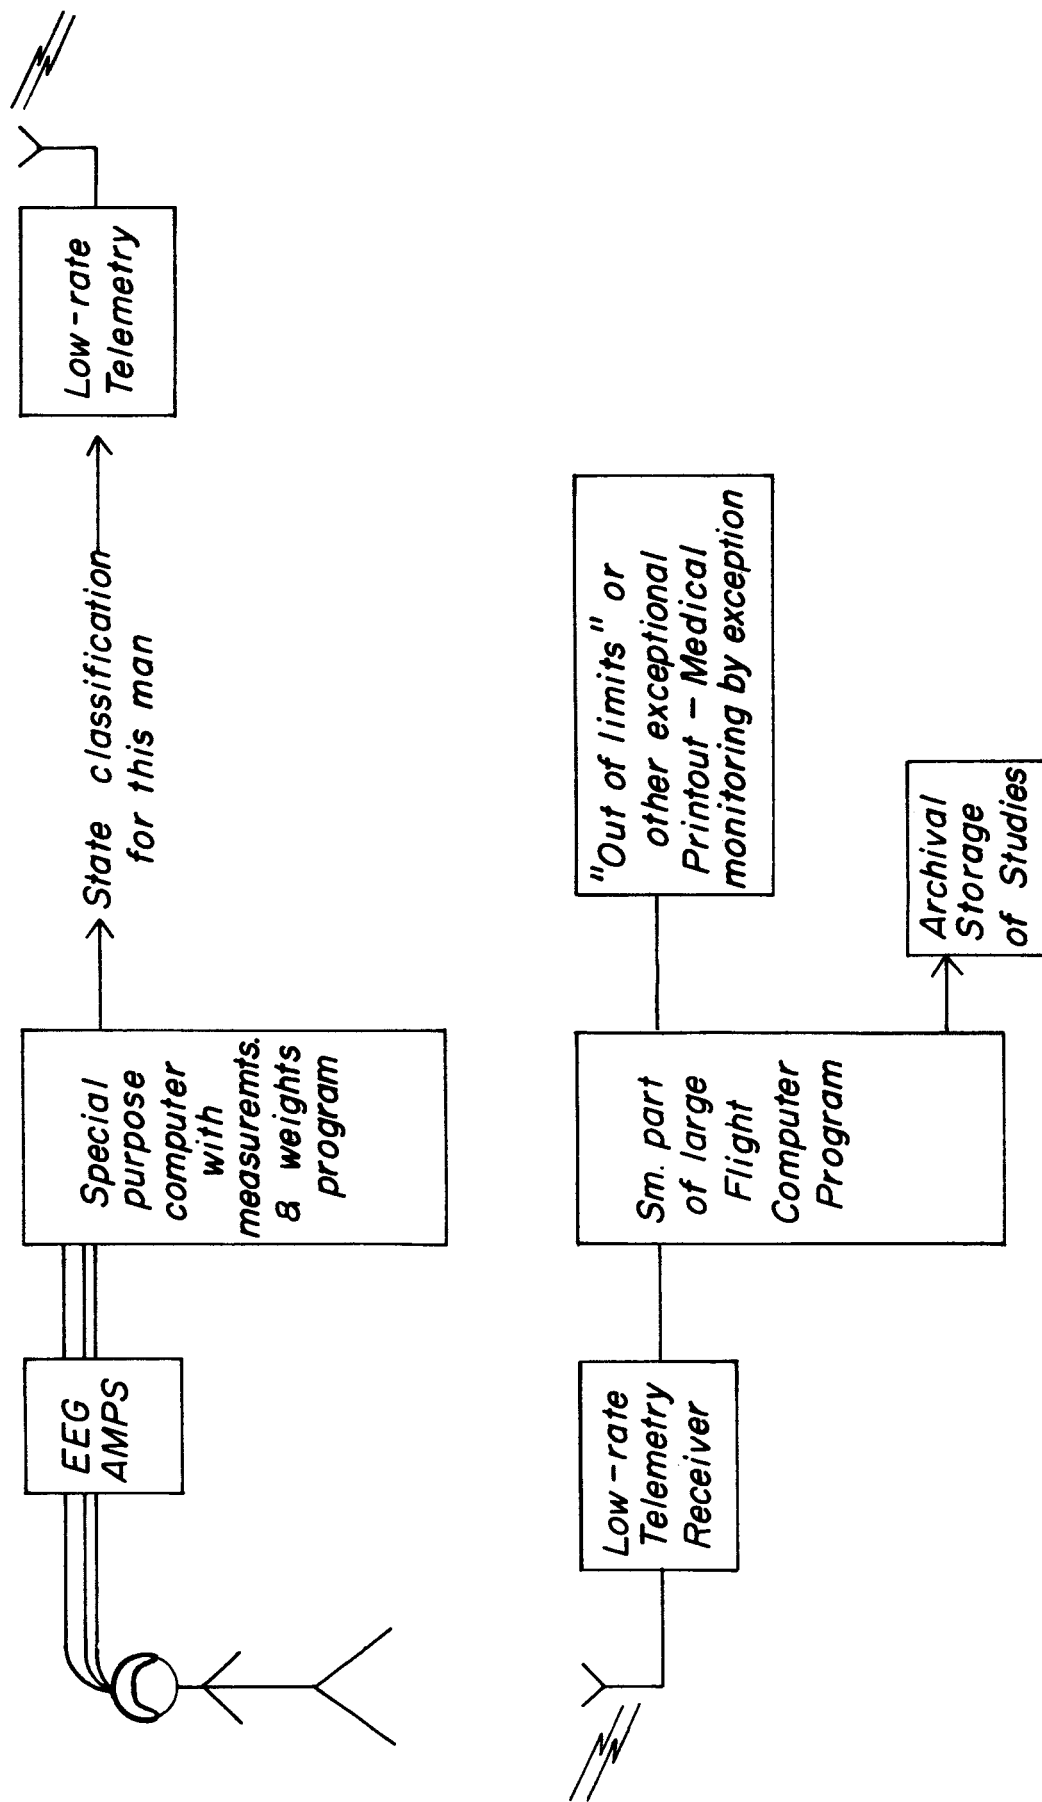 EEG
AMPS
Special
purpose
computer
with
measuremts.
& weights
program
State classification
for this man
Low-rate
Telemetry
Low-rate
Telemetry
Receiver
Sm. part
of large
Flight
Computer
Program
"Out of limits" or
other exceptional
Printout – Medical
monitoring by exception
Archival
Storage
of Studies